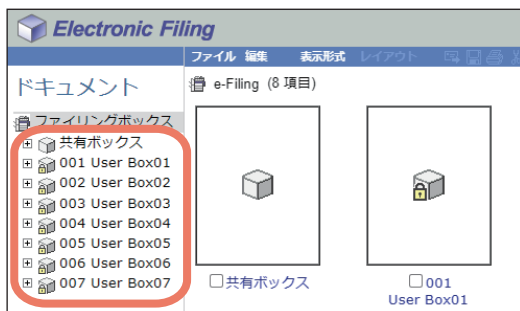 Electronic Filing
ファイル 編集 表示形式 レイアウト
ドキュメント
e-Filing (8 項目)
ファイリングボックス
共有ボックス
001 User Box01
002 User Box02
003 User Box03
004 User Box04
005 User Box05
006 User Box06
007 User Box07
共有ボックス
001
User Box01